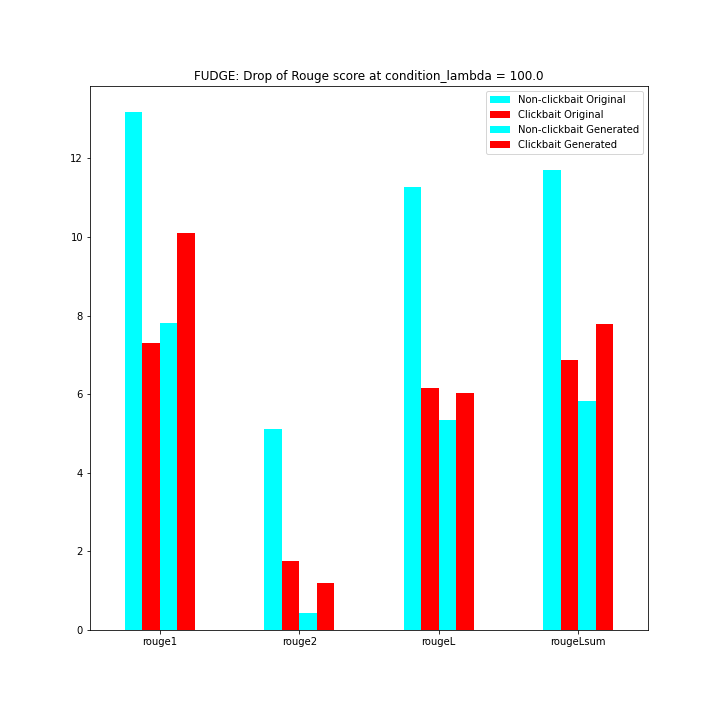 FUDGE: Drop of Rouge score at condition_lambda = 100.0
Non-clickbait Original
Clickbait Original
Non-clickbait Generated
Clickbait Generated
12
10
8
6
4
2
0
rouge1 rouge2 rougeL rougeLsum